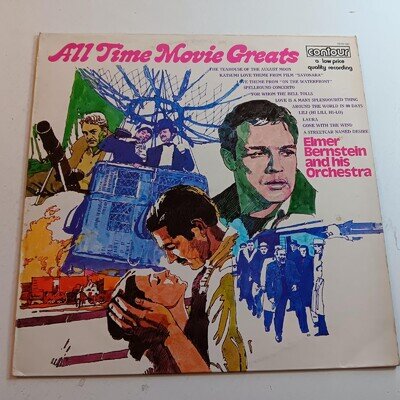 All Time Movie Greats
contour
a low price
quality recording
THE TEAHOUSE OF THE AUGUST MOON
KATSUMI LOVE THEME FROM FILM "SAYONARA"
LOVE THEME FROM "ON THE WATERFRONT"
SPELLBOUND CONCERTO
FOR WHOM THE BELL TOLLS
LOVE IS A MANY SPLENDOURED THING
AROUND THE WORLD IN 80 DAYS
LILI (HI LILI, HI-LO)
LAURA
GONE WITH THE WIND
A STREETCAR NAMED DESIRE
Elmer
Bernstein
and his
Orchestra